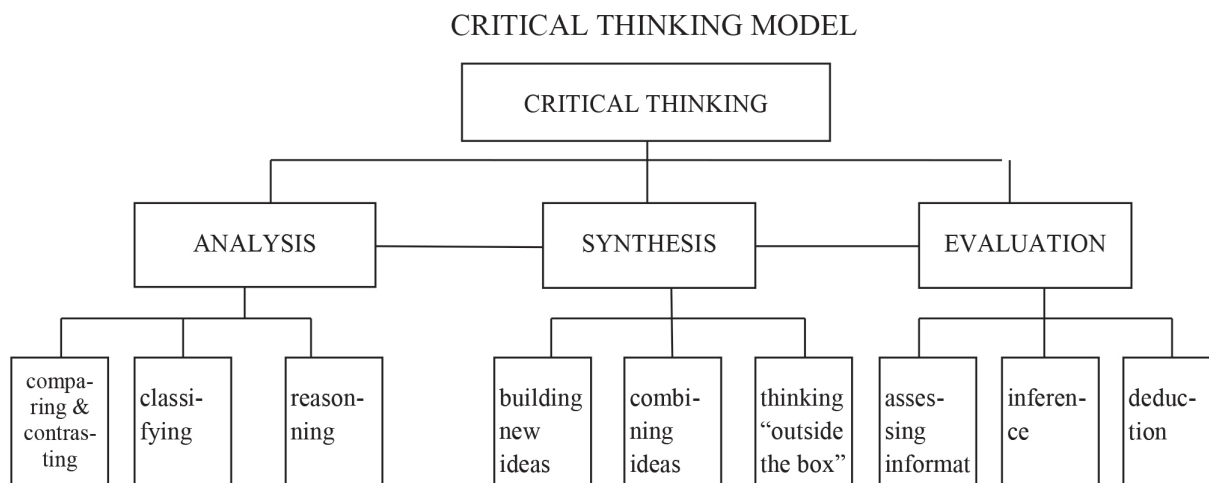 CRITICAL THINKING MODEL
CRITICAL THINKING
ANALYSIS
SYNTHESIS
EVALUATION
compa-
ring &
contras-
ting
classi-
fying
reaso-
ning
building
new
ideas
combi-
ning
ideas
thinking
“outside
the box”
asses-
sing
informat
inferen-
ce
deduc-
tion